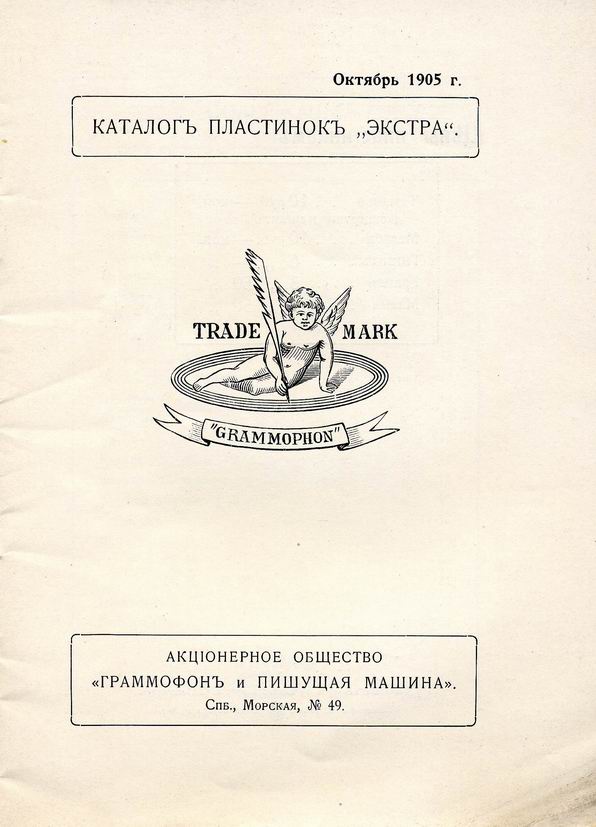 Октябрь 1905 г.
КАТАЛОГЪ ПЛАСТИНОКЪ „ЭКСТРА“.
TRADE MARK
"GRAMMOPHON"
АКЦІОНЕРНОЕ ОБЩЕСТВО
«ГРАММОФОНЪ и ПИШУЩАЯ МАШИНА».
Спб., Морская, № 49.